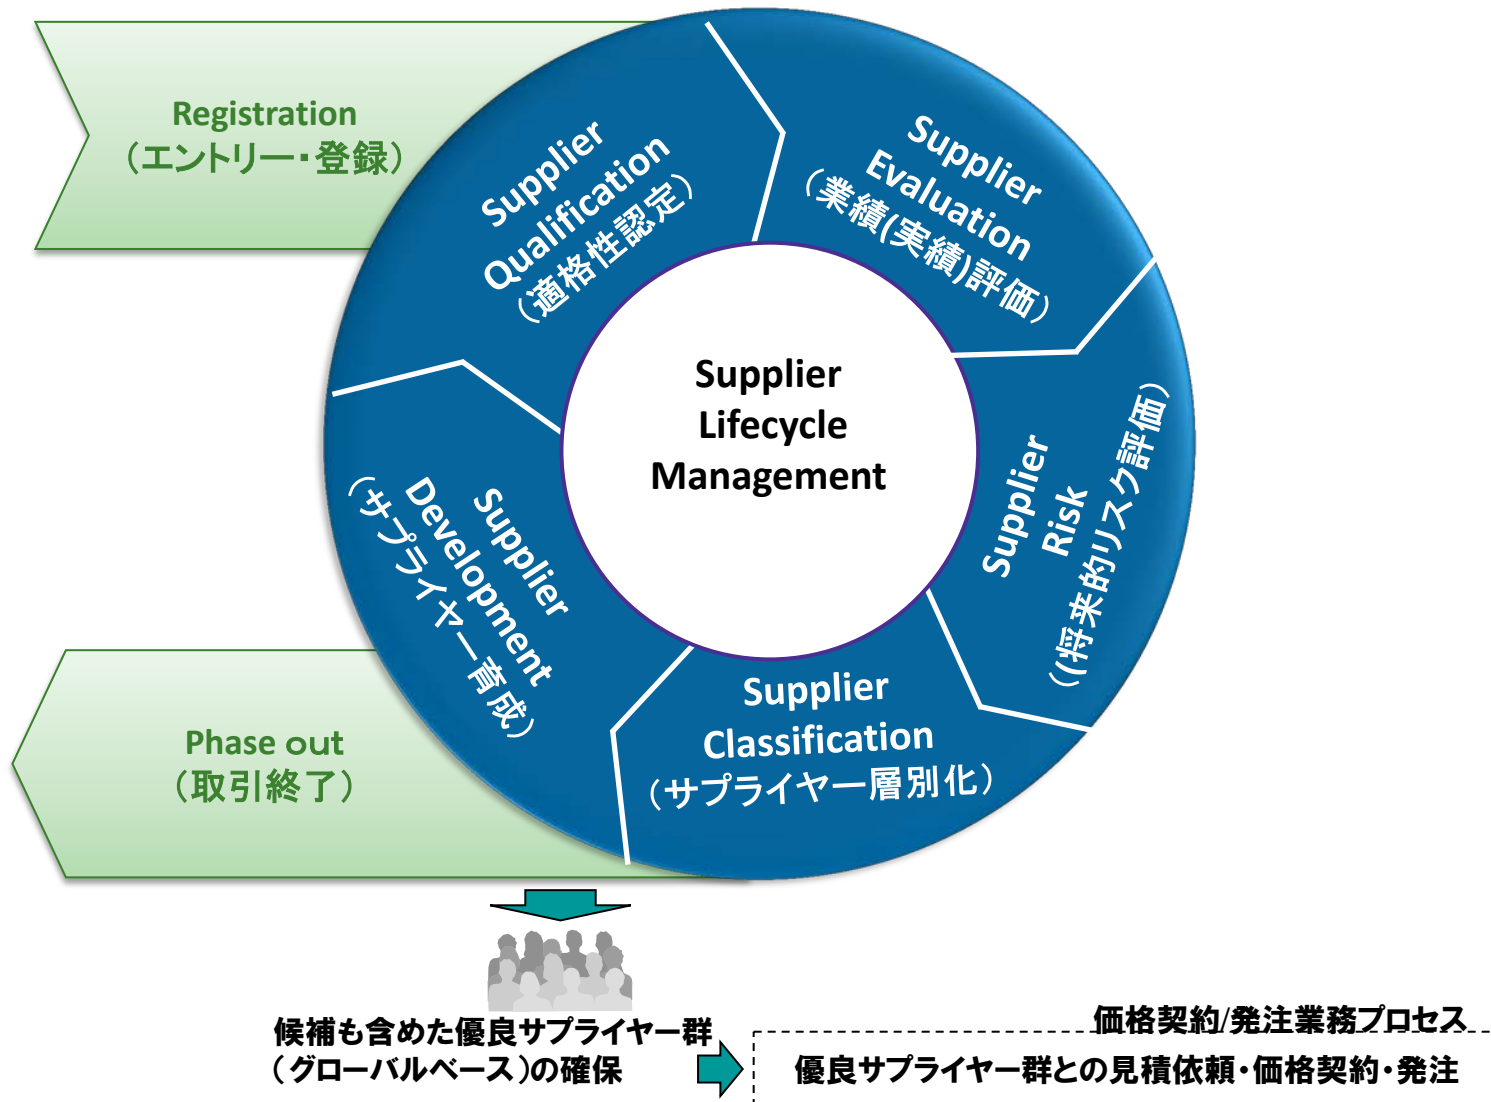 Registration
（エントリー・登録）
Supplier
Qualification
（適格性認定）
Supplier
Evaluation
（業績(実績)評価）
Supplier
Risk
（(将来的リスク評価）
Supplier
Classification
（サプライヤー層別化）
Supplier
Development
（サプライヤー育成）
Supplier
Lifecycle
Management
Phase out
（取引終了）
候補も含めた優良サプライヤー群
（グローバルベース）の確保
価格契約/発注業務プロセス
優良サプライヤー群との見積依頼・価格契約・発注